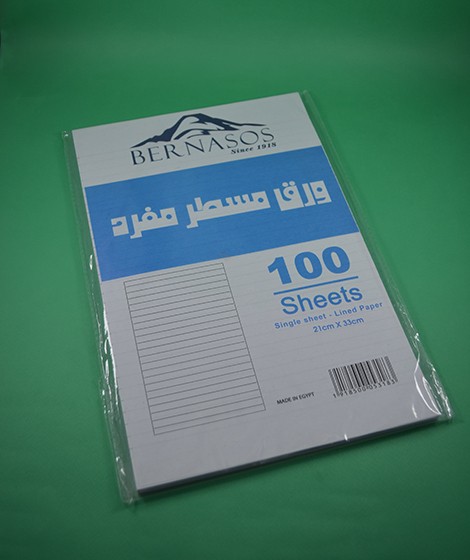 BERNASOS
Since 1918
ورق مسطر مفرد
100
Sheets
Single sheet - Lined Paper
21cm X 33cm
MADE IN EGYPT